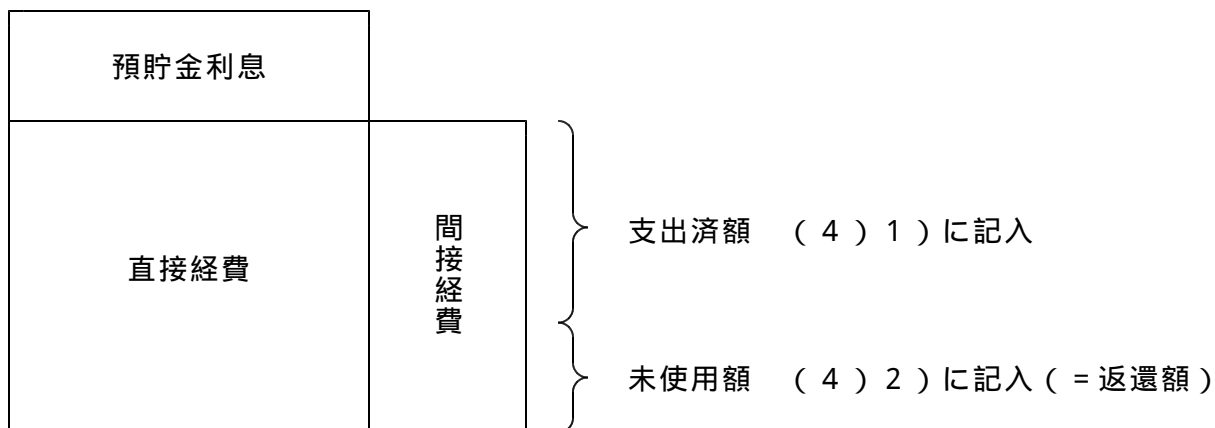 預貯金利息
直接経費
間接経費
支出済額 (4)1)に記入
未使用額 (4)2)に記入(=返還額)